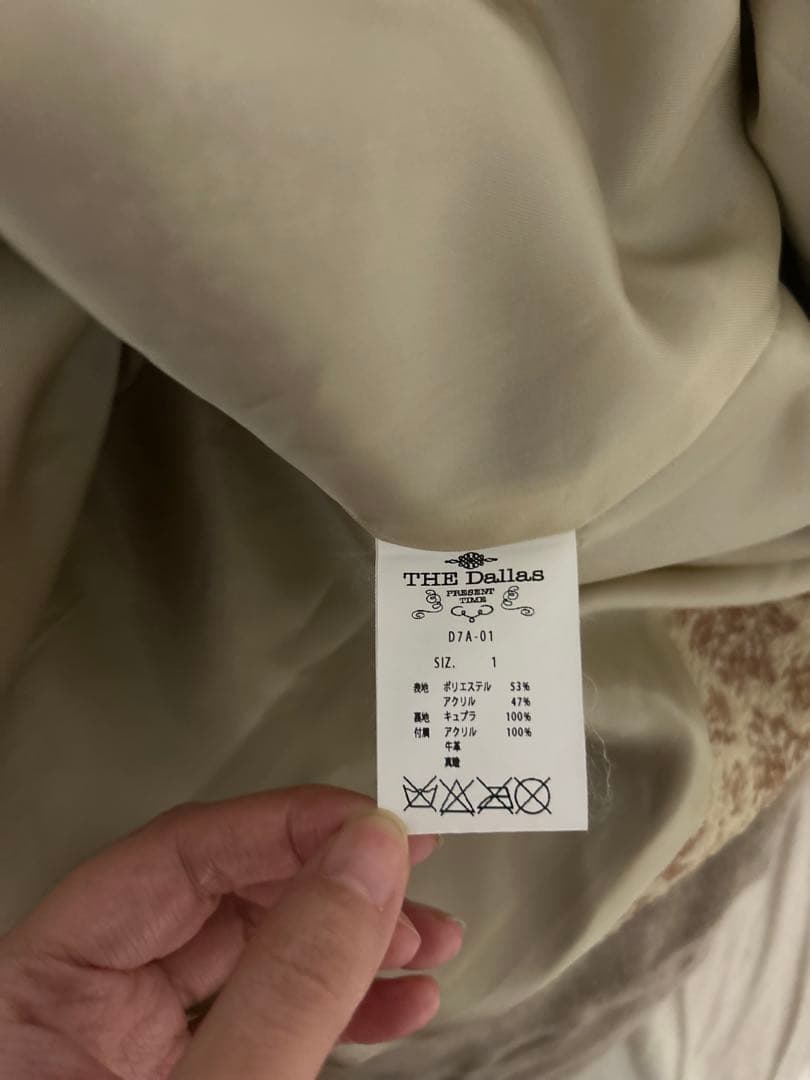 THE Dallas
PRESENT
TIME
D7A-01
SIZ. 1
表地 ポリエステル 53%
アクリル 47%
裏地 キュプラ 100%
付属 アクリル 100%
牛革
真鍮